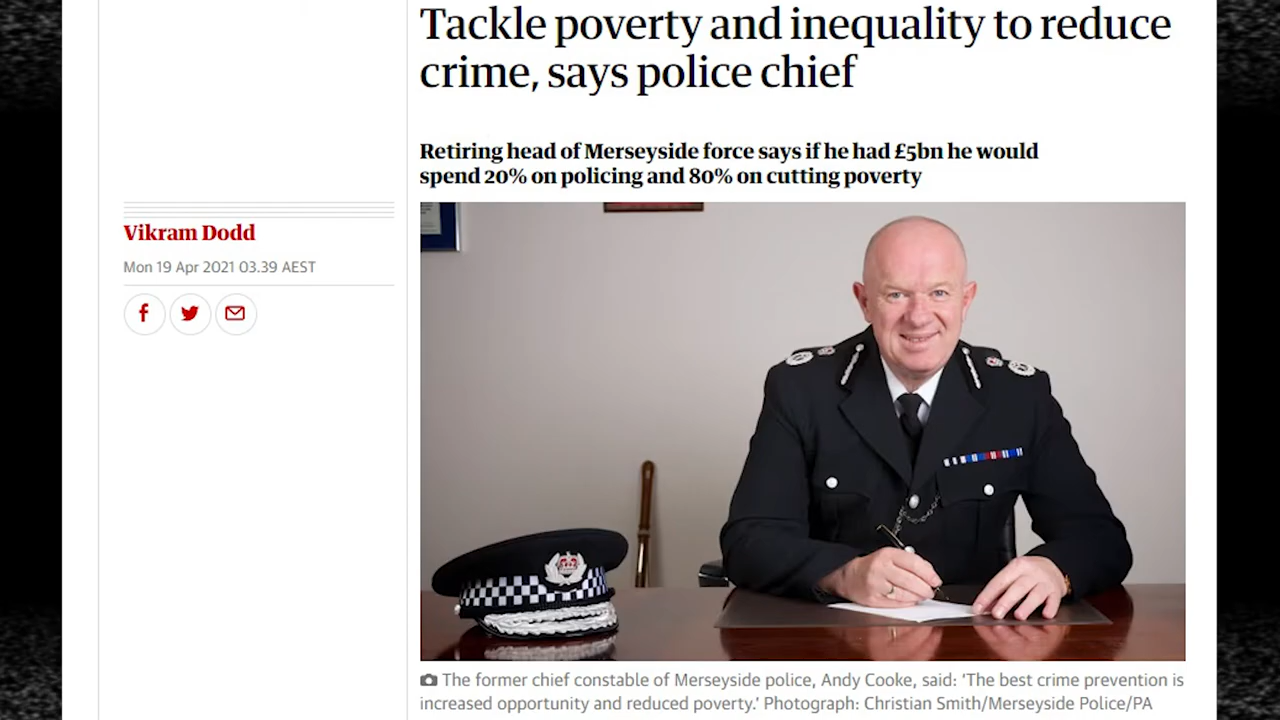 Tackle poverty and inequality to reduce
crime, says police chief
Retiring head of Merseyside force says if he had £5bn he would
spend 20% on policing and 80% on cutting poverty
Vikram Dodd
Mon 19 Apr 2021 03.39 AEST
The former chief constable of Merseyside police, Andy Cooke, said: ‘The best crime prevention is
increased opportunity and reduced poverty.’ Photograph: Christian Smith/Merseyside Police/PA